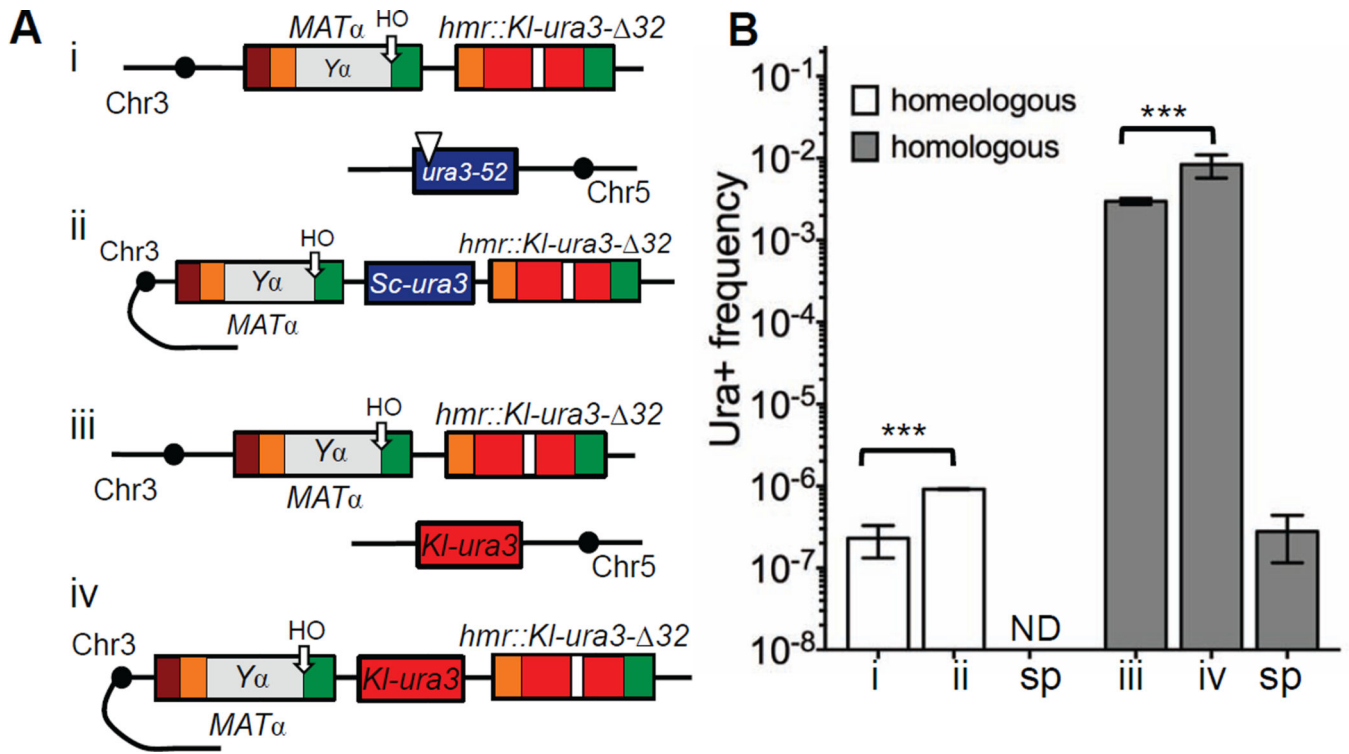 A
i
MATα
HO
hmr::Kl-ura3-Δ32
Yα
Chr3
ura3-52
Chr5
ii
Chr3
HO
hmr::Kl-ura3-Δ32
Yα
Sc-ura3
MATα
iii
HO
hmr::Kl-ura3-Δ32
Yα
Chr3
MATα
Kl-ura3
Chr5
iv
Chr3
HO
hmr::Kl-ura3-Δ32
Yα
Kl-ura3
MATα
B
Ura+ frequency
10-1
10-2
10-3
10-4
10-5
10-6
10-7
10-8
homeologous
homologous
***
***
ND
i ii sp iii iv sp